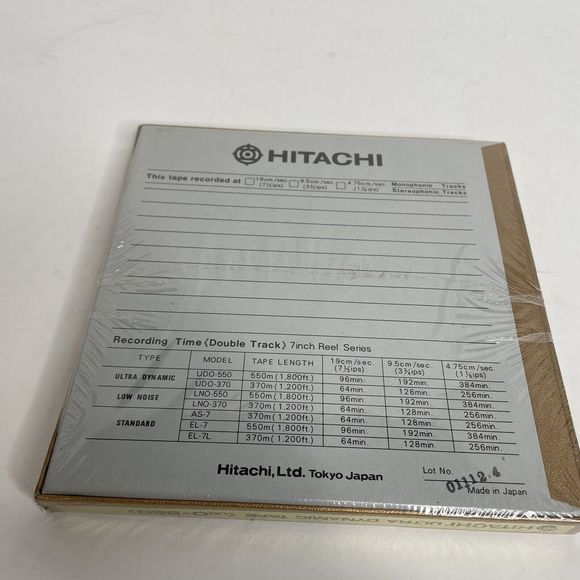 HITACHI
This tape recorded at 19cm/sec. (7½ips) 9.5cm/sec. (3¾ips) 4.75cm/sec. (1⅞ips) Monophonic Tracks
Stereophonic Tracks
Recording Time (Double Track) 7inch Reel Series
TYPE MODEL TAPE LENGTH 19cm/sec. (7½ips) 9.5cm/sec. (3¾ips) 4.75cm/sec. (1⅞ips)
ULTRA DYNAMIC UDO-550 550m(1,800ft.) 96min. 192min. 384min.
UDO-370 370m(1,200ft.) 64min. 128min. 256min.
LOW NOISE LNO-550 550m(1,800ft.) 96min. 192min. 384min.
LNO-370 370m(1,200ft.) 64min. 128min. 256min.
STANDARD AS-7 370m(1,200ft.) 64min. 128min. 256min.
EL-7 550m(1,800ft.) 96min. 192min. 384min.
EL-7L 370m(1,200ft.) 64min. 128min. 256min.
Hitachi, Ltd. Tokyo Japan
Lot No.
01112.4
Made in Japan
HITACHI ULTRA DYNAMIC TAPE